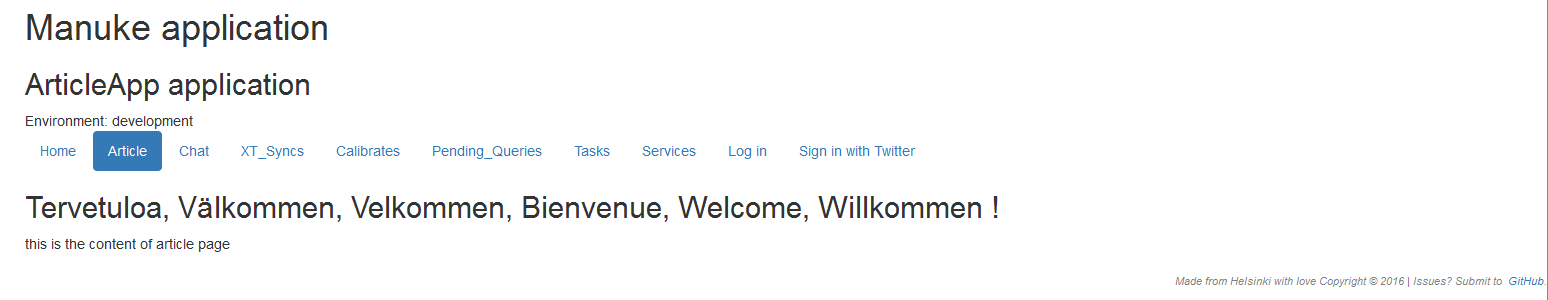 Manuke application
ArticleApp application
Environment: development
Home Article Chat XT_Syncs Calibrates Pending_Queries Tasks Services Log in Sign in with Twitter
Tervetuloa, Välkommen, Velkommen, Bienvenue, Welcome, Willkommen !
this is the content of article page
Made from Helsinki with love Copyright © 2016 | Issues? Submit to GitHub.